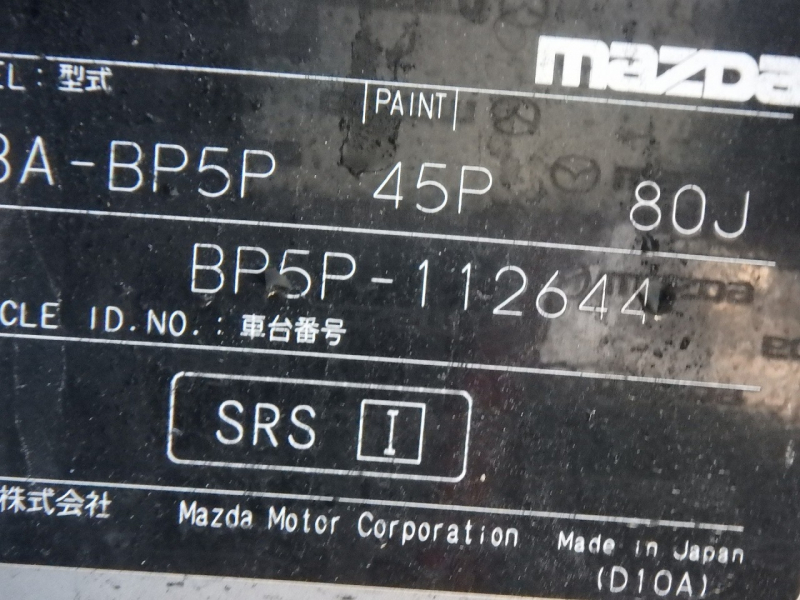 mazda
EL : 型式
PAINT
BA-BP5P 45P 80J
BP5P-112644
CLE ID.NO. : 車台番号
SRS I
株式会社
Mazda Motor Corporation
Made in Japan
(D10A)